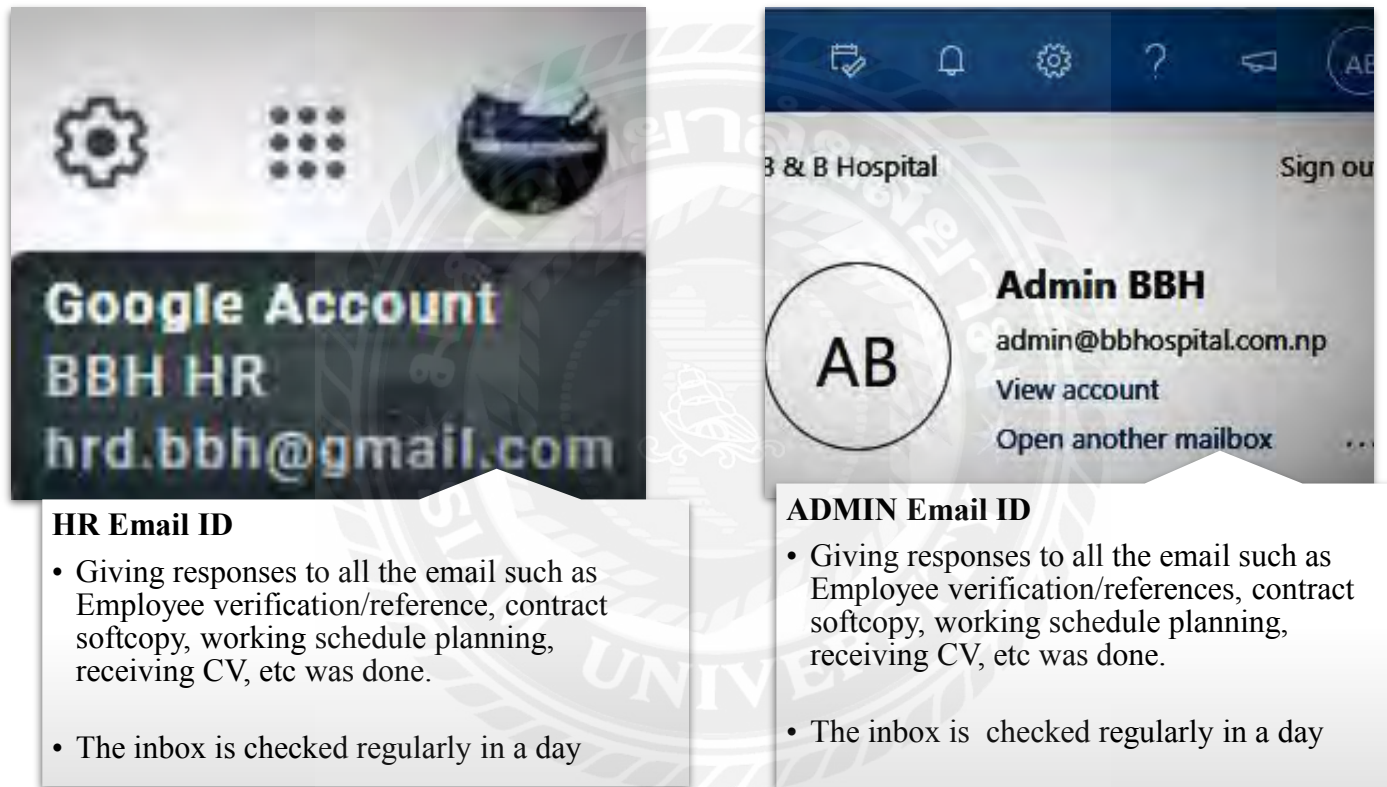 Google Account
BBH HR
hrd.bbh@gmail.com
HR Email ID
• Giving responses to all the email such as
Employee verification/reference, contract
softcopy, working schedule planning,
receiving CV, etc was done.
• The inbox is checked regularly in a day
B & B Hospital
Sign ou
AB
AB
Admin BBH
admin@bbhospital.com.np
View account
Open another mailbox
...
ADMIN Email ID
• Giving responses to all the email such as
Employee verification/references, contract
softcopy, working schedule planning,
receiving CV, etc was done.
• The inbox is  checked regularly in a day
SIAM UNIVERSITY